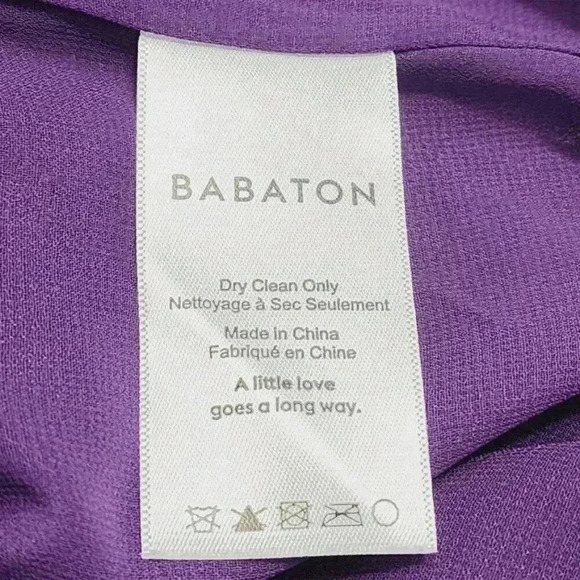 BABATON
Dry Clean Only
Nettoyage à Sec Seulement
Made in China
Fabriqué en Chine
A little love
goes a long way.